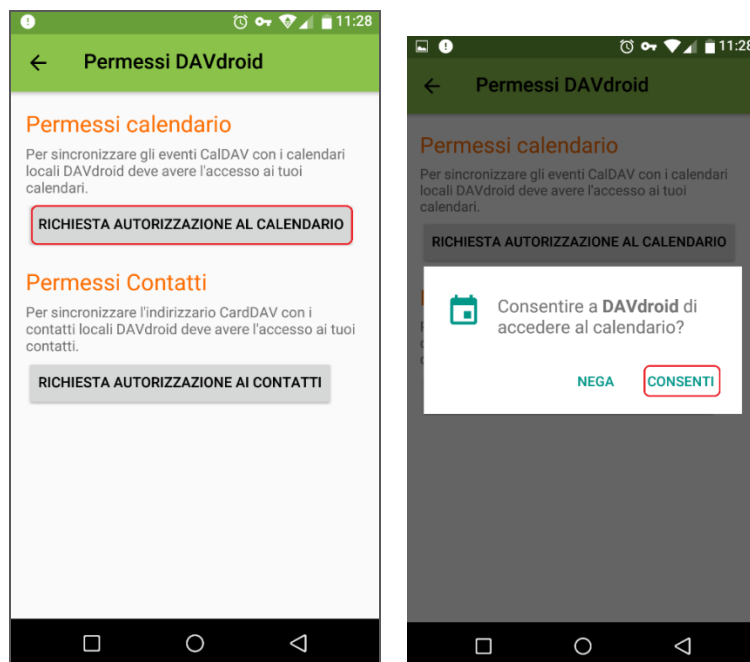 11:28
Permessi DAVdroid
Permessi calendario
Per sincronizzare gli eventi CalDAV con i calendari
locali DAVdroid deve avere l'accesso ai tuoi
calendari.
RICHIESTA AUTORIZZAZIONE AL CALENDARIO
Permessi Contatti
Per sincronizzare l'indirizzario CardDAV con i
contatti locali DAVdroid deve avere l'accesso ai tuoi
contatti.
RICHIESTA AUTORIZZAZIONE AI CONTATTI
11:28
Permessi DAVdroid
Permessi calendario
Per sincronizzare gli eventi CalDAV con i calendari
locali DAVdroid deve avere l'accesso ai tuoi
calendari.
RICHIESTA AUTORIZZAZIONE AL CALENDARIO
Consentire a DAVdroid di
accedere al calendario?
NEGA CONSENTI